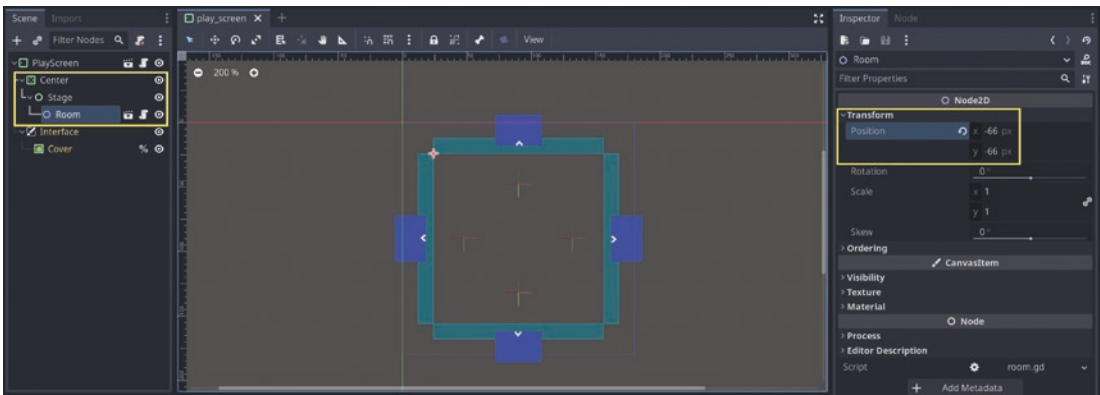 Scene Import
Filter Nodes
PlayScreen
Center
Stage
Room
Interface
Cover %
play_screen
View
200 %
Inspector Node
Room
Filter Properties
Node2D
Transform
Position x -66 px
y -66 px
Rotation 0 °
Scale x 1
y 1
Skew 0 °
Ordering
CanvasItem
Visibility
Texture
Material
Node
Process
Editor Description
Script room.gd
+ Add Metadata